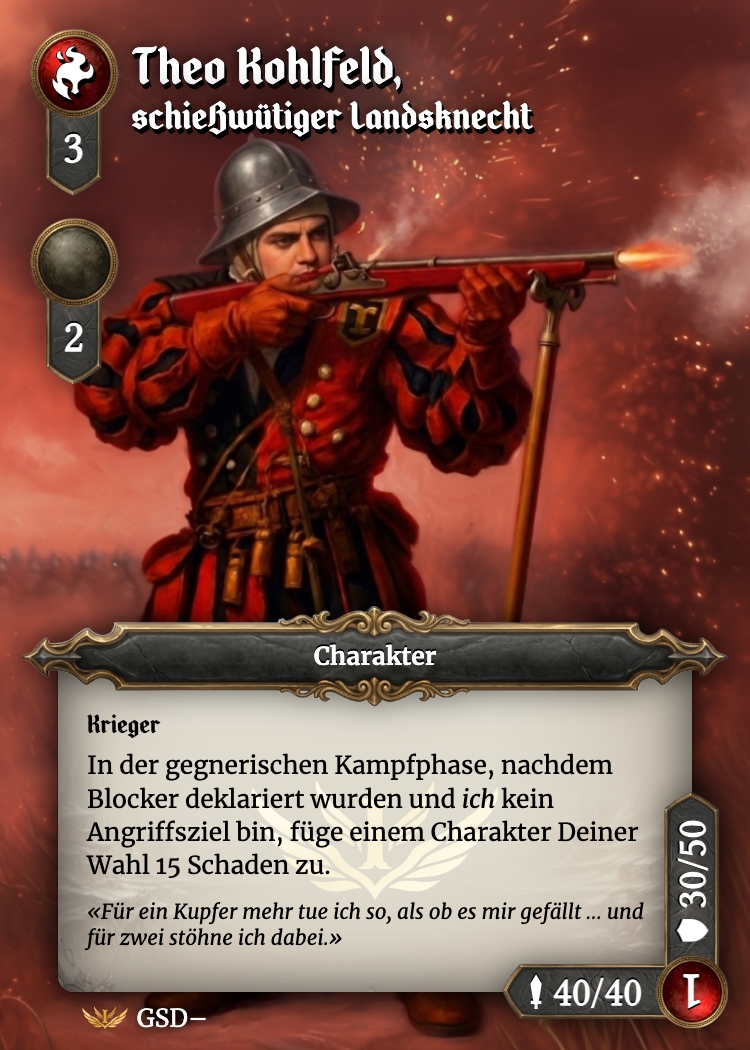 Theo Kohlfeld,
schießwütiger Landsknecht
3
2
Charakter
Krieger
In der gegnerischen Kampfphase, nachdem
Blocker deklariert wurden und ich kein
Angriffsziel bin, füge einem Charakter Deiner
Wahl 15 Schaden zu.
«Für ein Kupfer mehr tue ich so, als ob es mir gefällt ... und
für zwei stöhne ich dabei.»
30/50
40/40
1
GSD–